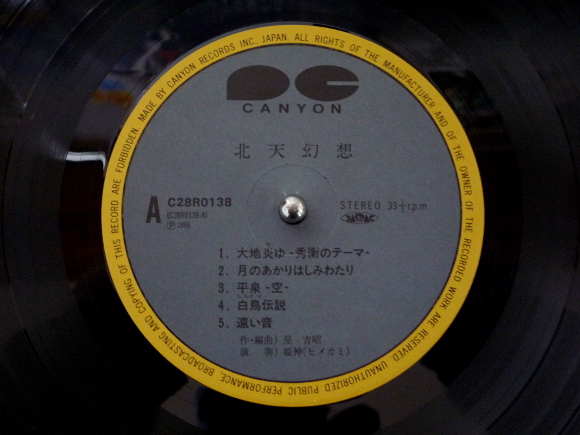 MADE BY CANYON RECORDS INC., JAPAN. ALL RIGHTS OF THE MANUFACTURER AND OF THE OWNER OF THE RECORDED WORK ARE RESERVED. UNAUTHORIZED PUBLIC PERFORMANCE, BROADCASTING AND COPYING OF THIS RECORD ARE FORBIDDEN.
CANYON
北天幻想
A
C28R0138
(C28R0138-A)
Ⓟ 1986
STEREO 33⅓r.p.m
1. 大地炎ゆ-秀衡のテーマ-
2. 月のあかりはしみわたり
3. 平泉-空-
4. 白鳥伝説
5. 遠い音
作・編曲) 星 吉昭
演 奏) 姫神(ヒメカミ)